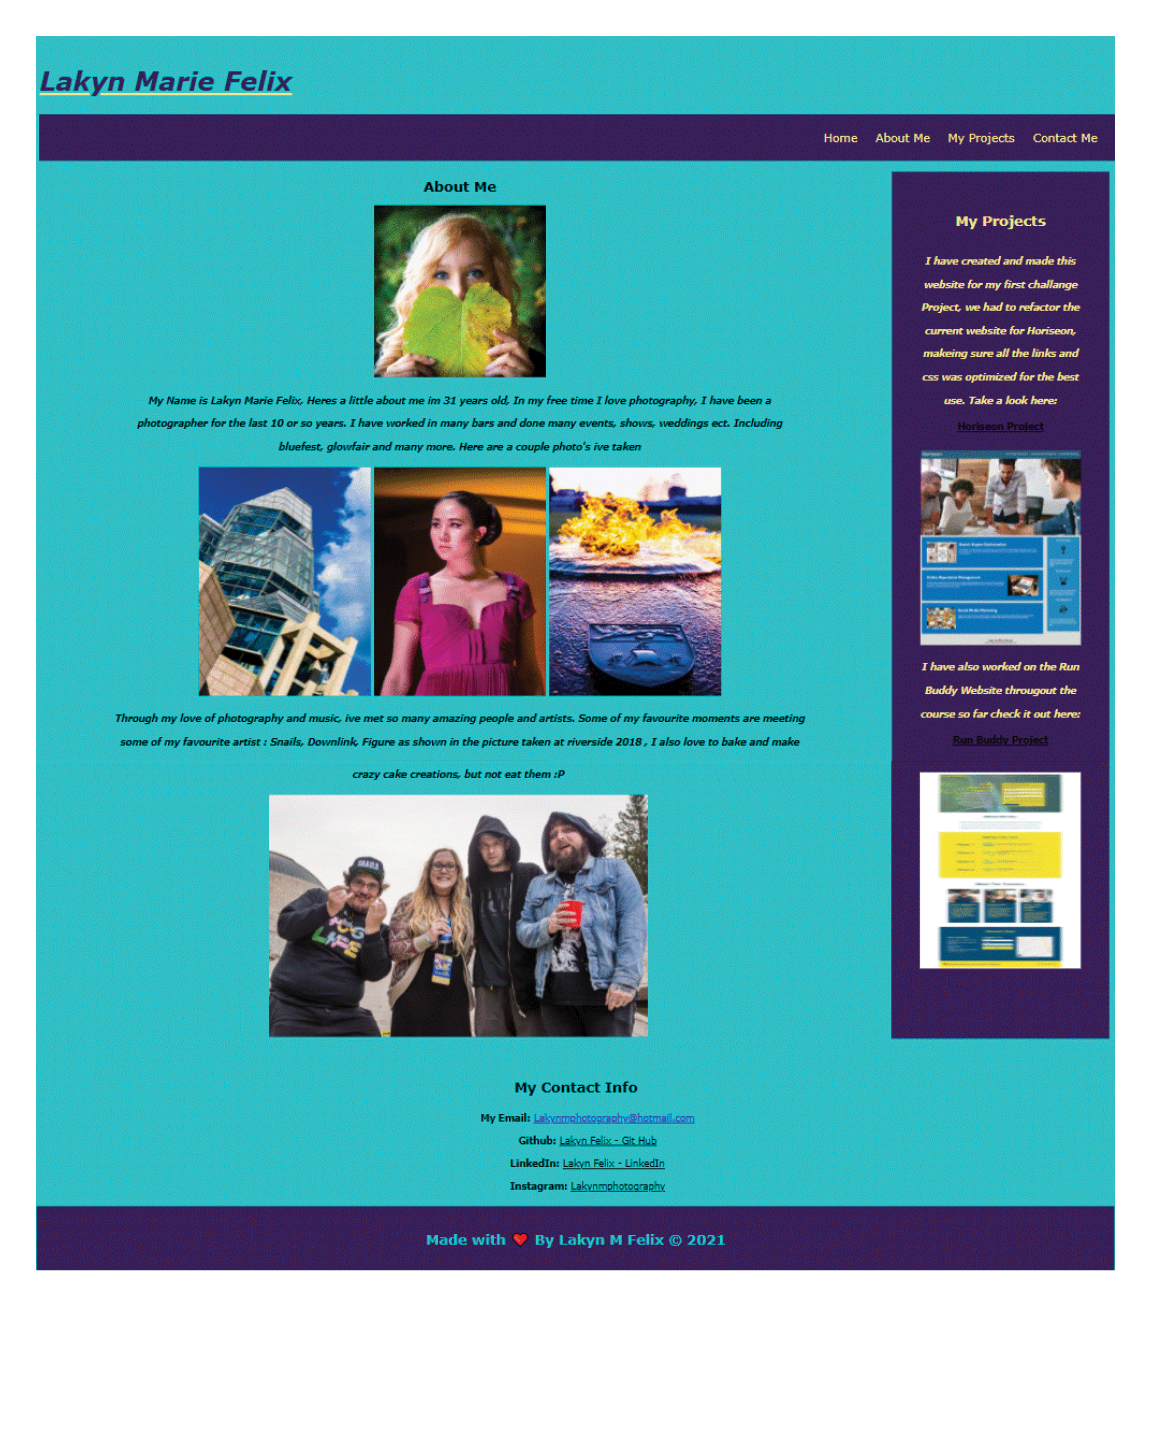 Lakyn Marie Felix
Home About Me My Projects Contact Me
About Me
My Name is Lakyn Marie Felix, Heres a little about me im 31 years old, In my free time I love photography, I have been a
photographer for the last 10 or so years. I have worked in many bars and done many events, shows, weddings ect. Including
bluefest, glowfair and many more. Here are a couple photo's ive taken
Through my love of photography and music, ive met so many amazing people and artists. Some of my favourite moments are meeting
some of my favourite artist : Snails, Downlink, Figure as shown in the picture taken at riverside 2018 , I also love to bake and make
crazy cake creations, but not eat them :P
My Projects
I have created and made this
website for my first challange
Project, we had to refactor the
current website for Horiseon,
makeing sure all the links and
css was optimized for the best
use. Take a look here:
Horiseon Project
Search Engine Optimization
Online Reputation Management
Social Media Marketing
I have also worked on the Run
Buddy Website througout the
course so far check it out here:
Run Buddy Project
My Contact Info
My Email: Lakynmphotography@hotmail.com
Github: Lakyn Felix - Git Hub
LinkedIn: Lakyn Felix - LinkedIn
Instagram: Lakynmphotography
Made with ❤ By Lakyn M Felix © 2021